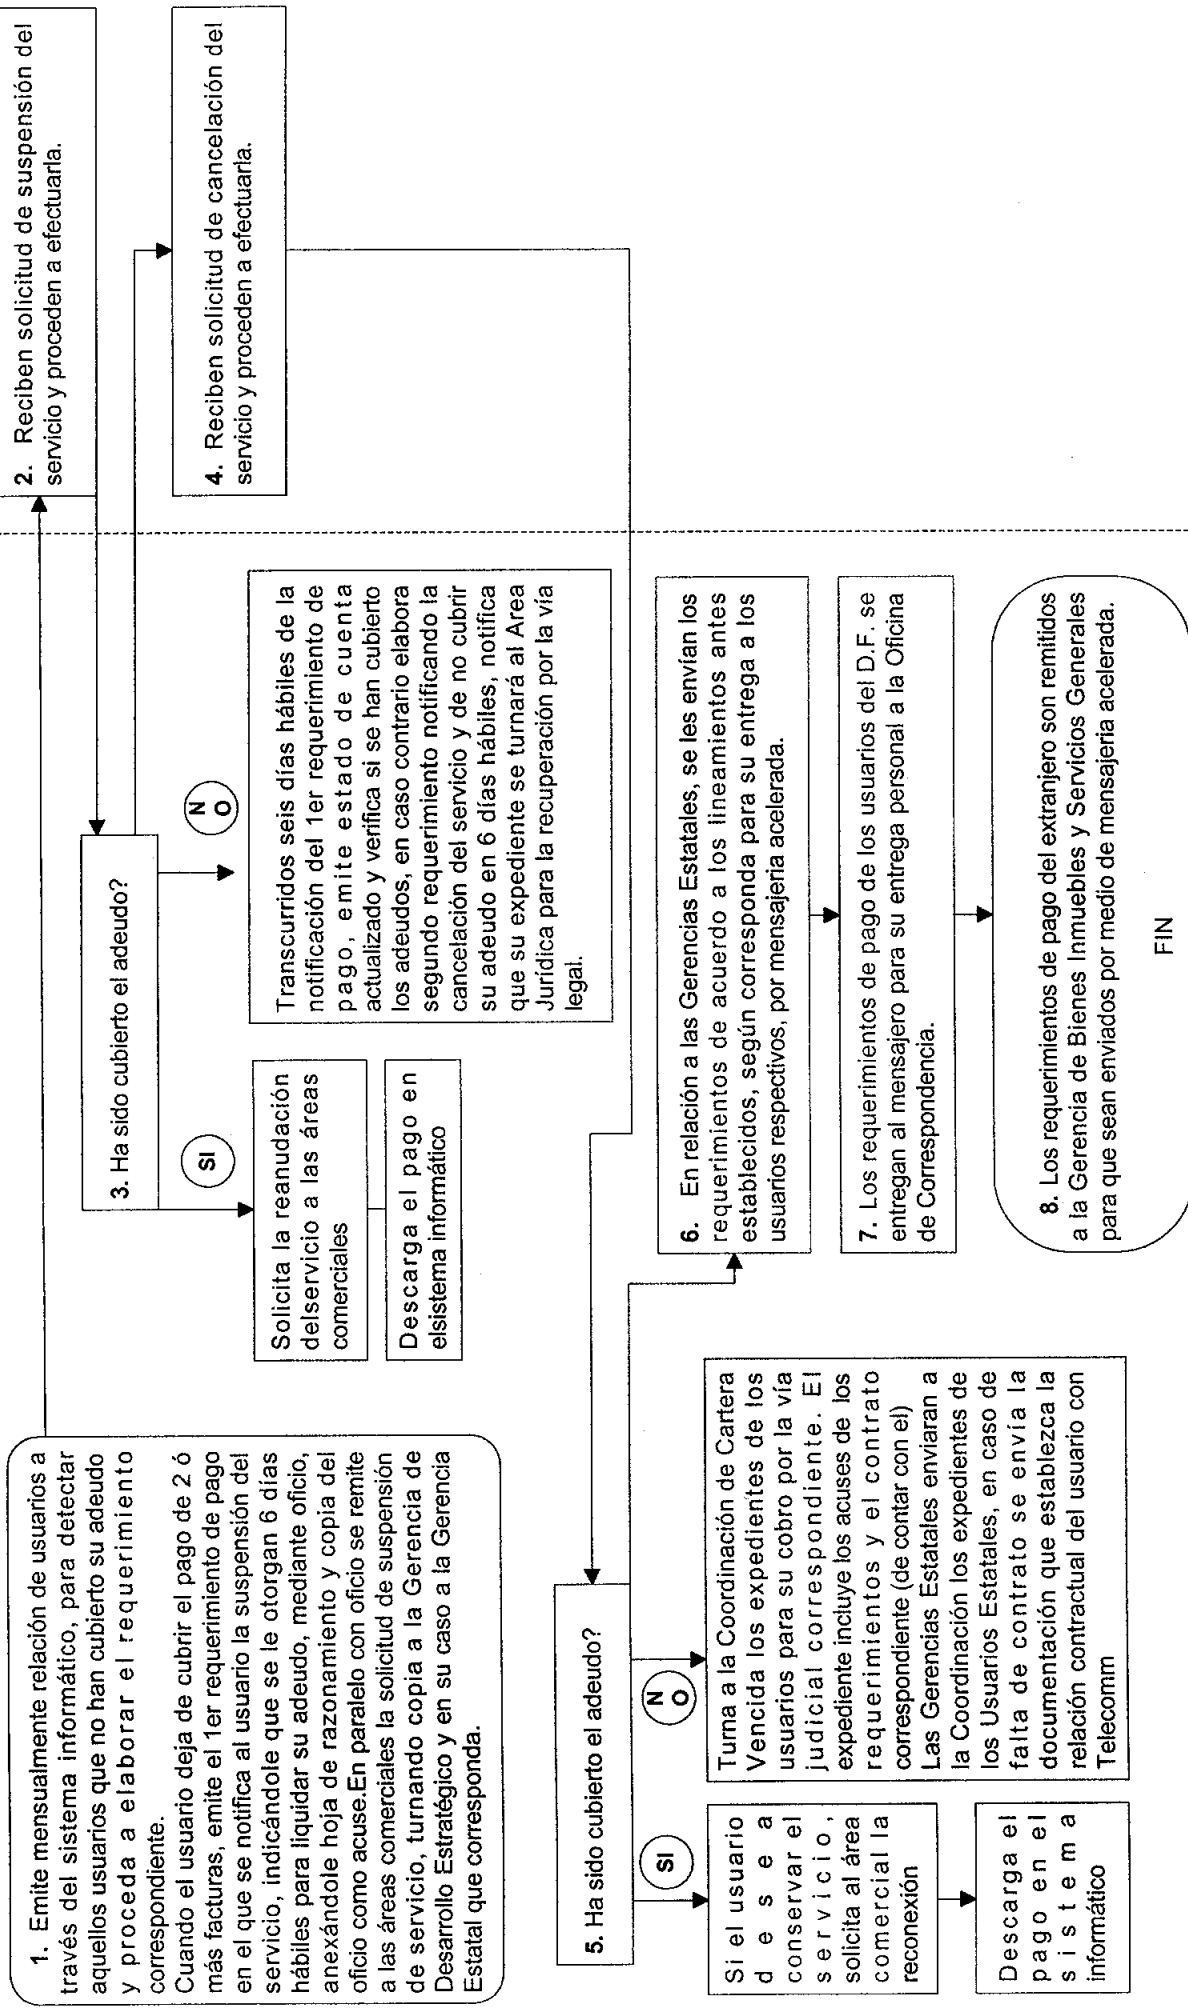 1. Emite mensualmente relación de usuarios a
través del sistema informático, para detectar
aquellos usuarios que no han cubierto su adeudo
y proceda a elaborar el requerimiento
correspondiente.
Cuando el usuario deja de cubrir el pago de 2 ó
más facturas, emite el 1er requerimiento de pago
en el que se notifica al usuario la suspensión del
servicio, indicándole que se le otorgan 6 días
hábiles para liquidar su adeudo, mediante oficio,
anexándole hoja de razonamiento y copia del
oficio como acuse.En paralelo con oficio se remite
a las áreas comerciales la solicitud de suspensión
de servicio, turnando copia a la Gerencia de
Desarrollo Estratégico y en su caso a la Gerencia
Estatal que corresponda.
2. Reciben solicitud de suspensión del
servicio y proceden a efectuarla.
3. Ha sido cubierto el adeudo?
SI
Solicita la reanudación
delservicio a las áreas
comerciales
Descarga el pago en
elsistema informático
N
O
Transcurridos seis días hábiles de la
notificación del 1er requerimiento de
pago, emite estado de cuenta
actualizado y verifica si se han cubierto
los adeudos, en caso contrario elabora
segundo requerimiento notificando la
cancelación del servicio y de no cubrir
su adeudo en 6 días hábiles, notifica
que su expediente se turnará al Area
Jurídica para la recuperación por la vía
legal.
4. Reciben solicitud de cancelación del
servicio y proceden a efectuarla.
5. Ha sido cubierto el adeudo?
SI
Si el usuario
desea
conservar el
servicio,
solicita al área
comercial la
reconexión
Descarga el
pago en el
sistema
informático
N
O
Turna a la Coordinación de Cartera
Vencida los expedientes de los
usuarios para su cobro por la vía
judicial correspondiente. El
expediente incluye los acuses de los
requerimientos y el contrato
correspondiente (de contar con el)
Las Gerencias Estatales enviaran a
la Coordinación los expedientes de
los Usuarios Estatales, en caso de
falta de contrato se envía la
documentación que establezca la
relación contractual del usuario con
Telecomm
6. En relación a las Gerencias Estatales, se les envían los
requerimientos de acuerdo a los lineamientos antes
establecidos, según corresponda para su entrega a los
usuarios respectivos, por mensajería acelerada.
7. Los requerimientos de pago de los usuarios del D.F. se
entregan al mensajero para su entrega personal a la Oficina
de Correspondencia.
8. Los requerimientos de pago del extranjero son remitidos
a la Gerencia de Bienes Inmuebles y Servicios Generales
para que sean enviados por medio de mensajería acelerada.
FIN